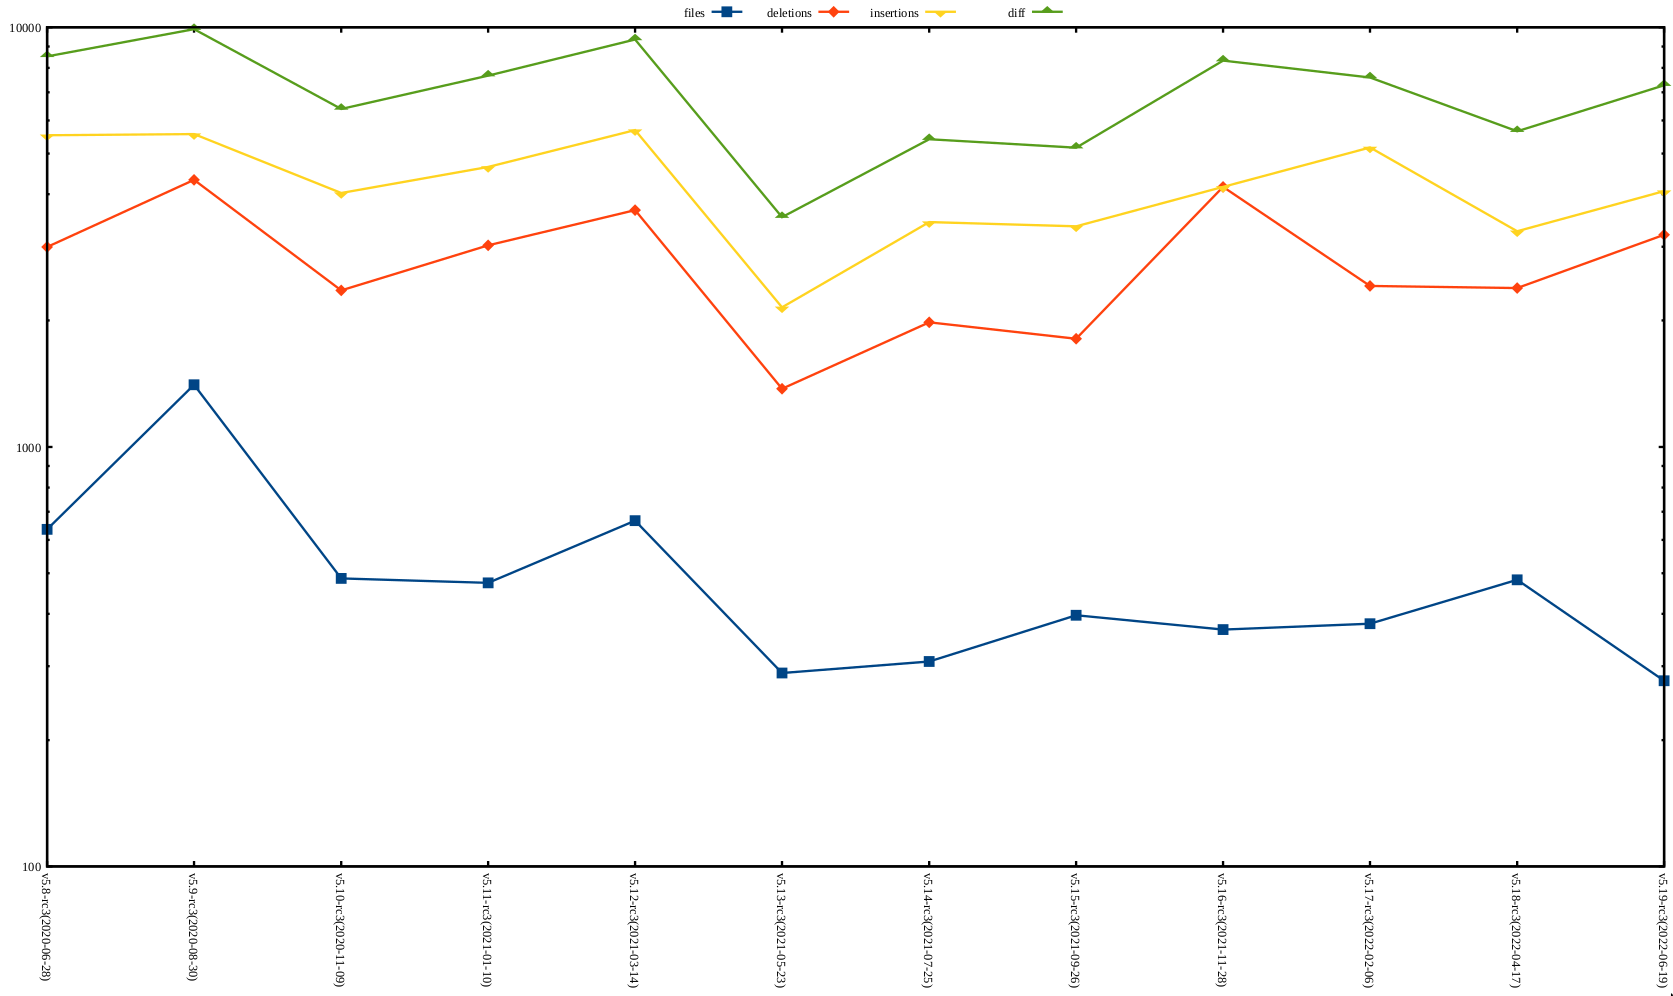 files deletions insertions diff
10000
1000
100
v5.8-rc3(2020-06-28)
v5.9-rc3(2020-08-30)
v5.10-rc3(2020-11-09)
v5.11-rc3(2021-01-10)
v5.12-rc3(2021-03-14)
v5.13-rc3(2021-05-23)
v5.14-rc3(2021-07-25)
v5.15-rc3(2021-09-26)
v5.16-rc3(2021-11-28)
v5.17-rc3(2022-02-06)
v5.18-rc3(2022-04-17)
v5.19-rc3(2022-06-19)